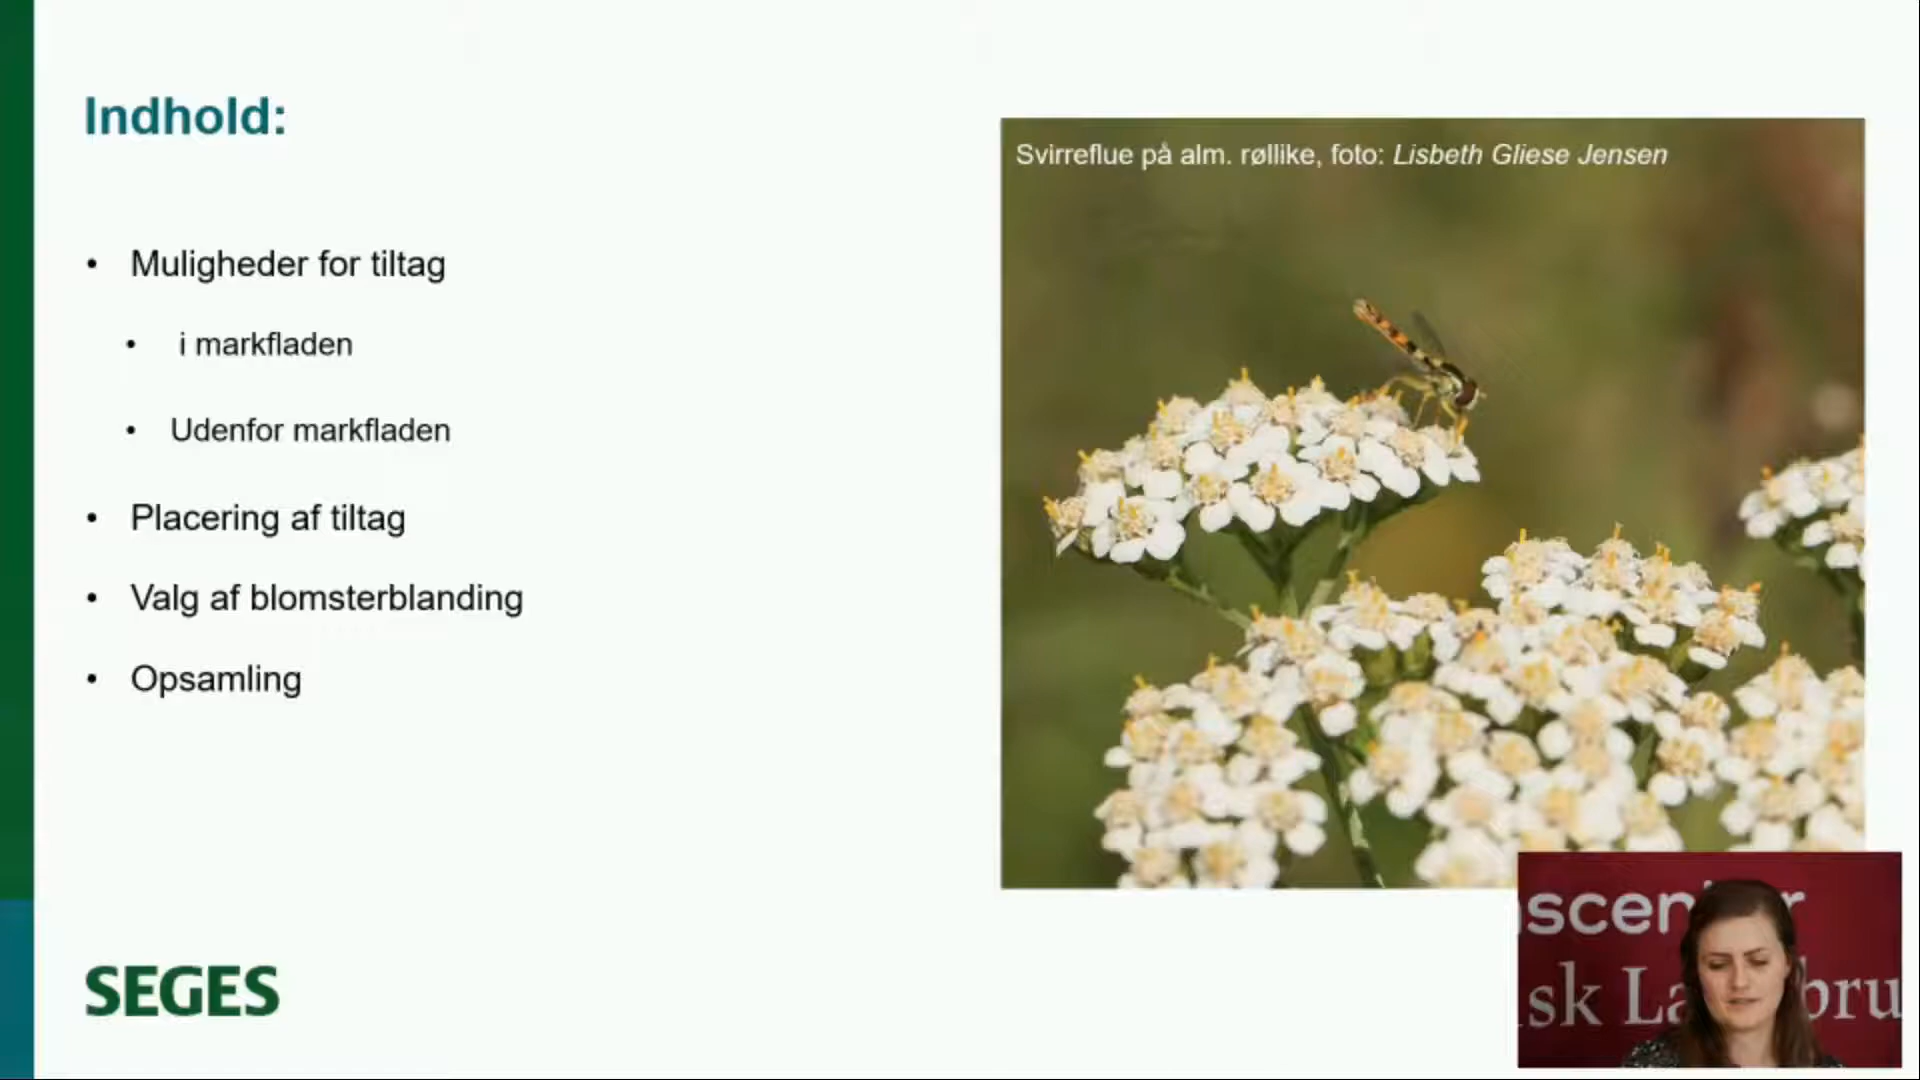 Indhold:
• Muligheder for tiltag
• i markfladen
• Udenfor markfladen
• Placering af tiltag
• Valg af blomsterblanding
• Opsamling
Svirreflue på alm. røllike, foto: Lisbeth Gliese Jensen
SEGES